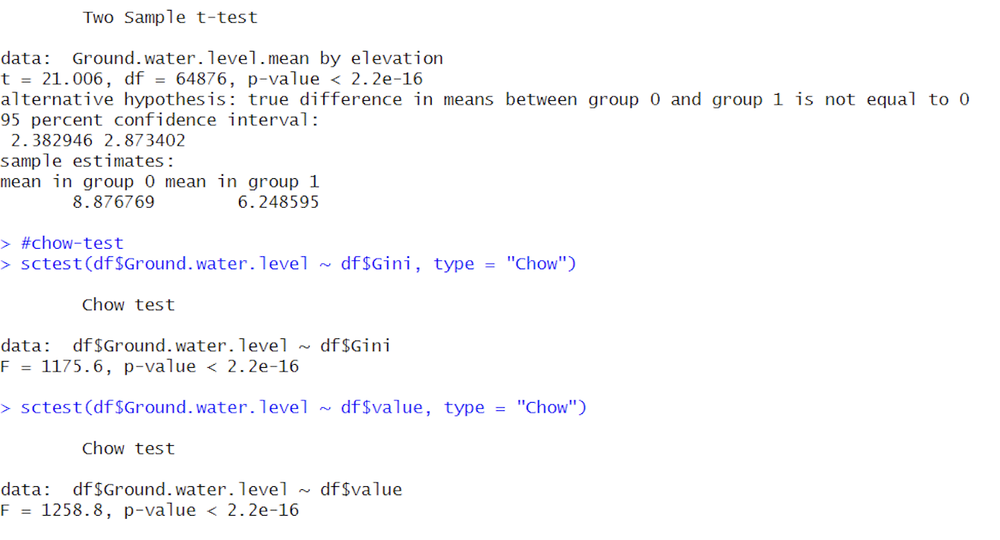 Two Sample t-test
data:  Ground.water.level.mean by elevation
t = 21.006, df = 64876, p-value < 2.2e-16
alternative hypothesis: true difference in means between group 0 and group 1 is not equal to 0
95 percent confidence interval:
 2.382946 2.873402
sample estimates:
mean in group 0 mean in group 1
       8.876769        6.248595
> #chow-test
> sctest(df$Ground.water.level ~ df$Gini, type = "Chow")
Chow test
data:  df$Ground.water.level ~ df$Gini
F = 1175.6, p-value < 2.2e-16
> sctest(df$Ground.water.level ~ df$value, type = "Chow")
Chow test
data:  df$Ground.water.level ~ df$value
F = 1258.8, p-value < 2.2e-16